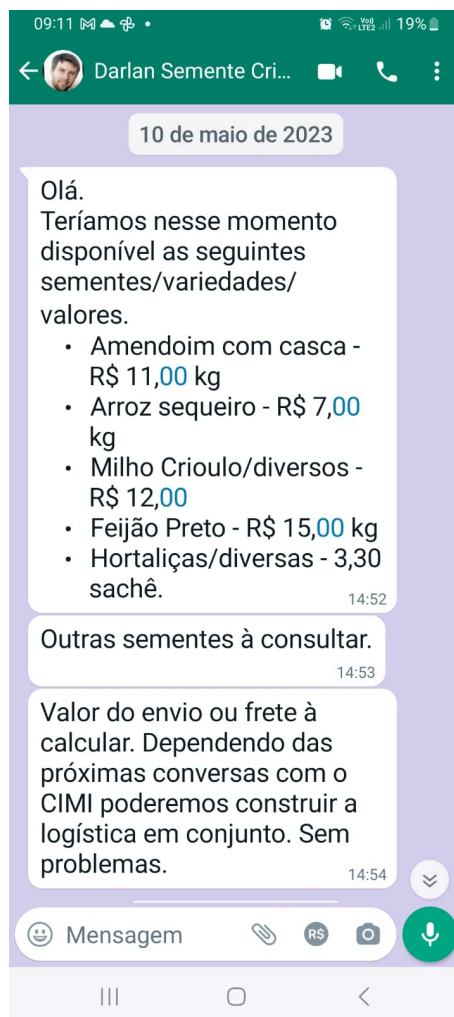 09:11
Vo))
LTE2 19%
Darlan Semente Cri...
10 de maio de 2023
Olá.
Teríamos nesse momento
disponível as seguintes
sementes/variedades/
valores.
• Amendoim com casca -
R$ 11,00 kg
• Arroz sequeiro - R$ 7,00
kg
• Milho Crioulo/diversos -
R$ 12,00
• Feijão Preto - R$ 15,00 kg
• Hortaliças/diversas - 3,30
sachê.
14:52
Outras sementes à consultar.
14:53
Valor do envio ou frete à
calcular. Dependendo das
próximas conversas com o
CIMI poderemos construir a
logística em conjunto. Sem
problemas.
14:54
Mensagem
R$